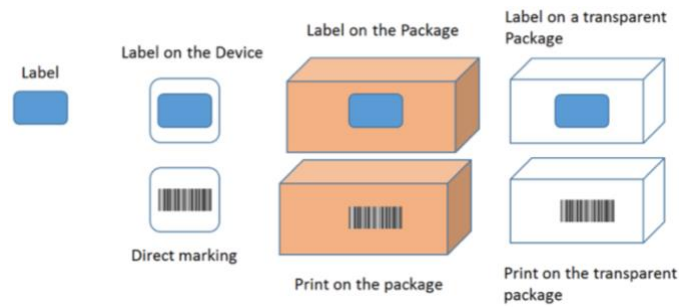 Label
Label on the Device
Label on the Package
Label on a transparent
Package
Direct marking
Print on the package
Print on the transparent
package